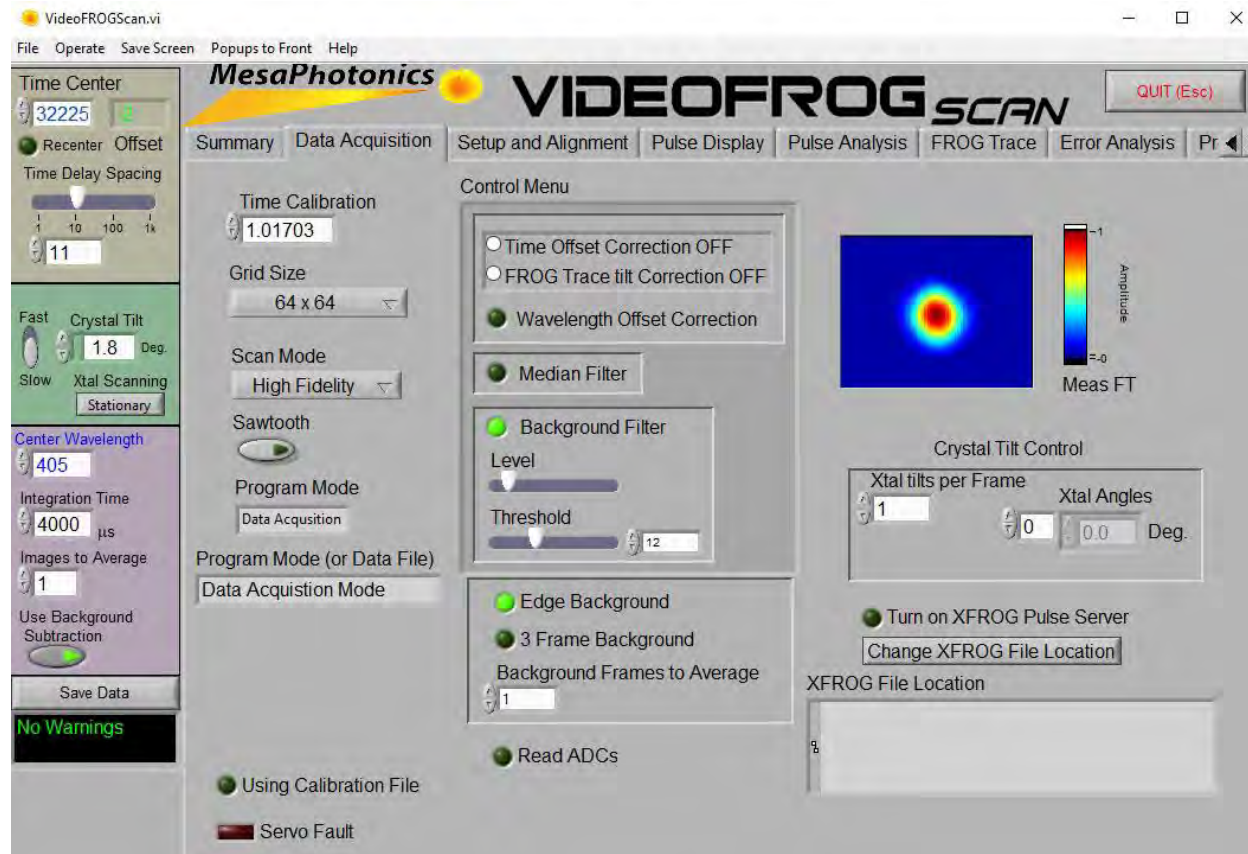 VideoFROGScan.vi
File Operate Save Screen Popups to Front Help
Time Center
32225 2
Recenter Offset
Time Delay Spacing
1 10 100 1k
11
Fast
Crystal Tilt
1.8 Deg.
Slow
Xtal Scanning
Stationary
Center Wavelength
405
Integration Time
4000 µs
Images to Average
1
Use Background
Subtraction
Save Data
No Warnings
MesaPhotonics
VIDEOFROG SCAN
QUIT (Esc)
Summary Data Acquisition Setup and Alignment Pulse Display Pulse Analysis FROG Trace Error Analysis Pr
Time Calibration
1.01703
Grid Size
64 x 64
Scan Mode
High Fidelity
Sawtooth
Program Mode
Data Acqusition
Program Mode (or Data File)
Data Acquistion Mode
Using Calibration File
Servo Fault
Control Menu
Time Offset Correction OFF
FROG Trace tilt Correction OFF
Wavelength Offset Correction
Median Filter
Background Filter
Level
Threshold
12
Edge Background
3 Frame Background
Background Frames to Average
1
Read ADCs
-1
Amplitude
-0
Meas FT
Crystal Tilt Control
Xtal tilts per Frame
1
Xtal Angles
0 0.0 Deg.
Turn on XFROG Pulse Server
Change XFROG File Location
XFROG File Location